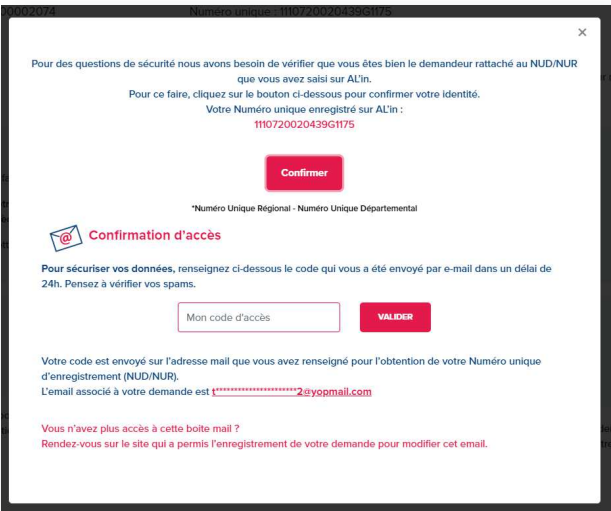 00002074 Numero unique : 1110720020439G1175
×
Pour des questions de sécurité nous avons besoin de vérifier que vous êtes bien le demandeur rattaché au NUD/NUR
que vous avez saisi sur AL'in.
Pour ce faire, cliquez sur le bouton ci-dessous pour confirmer votre identité.
Votre Numéro unique enregistré sur AL'in :
1110720020439G1175
Confirmer
*Numéro Unique Régional - Numéro Unique Départemental
@ Confirmation d'accès
Pour sécuriser vos données, renseignez ci-dessous le code qui vous a été envoyé par e-mail dans un délai de
24h. Pensez à vérifier vos spams.
Mon code d'accès VALIDER
Votre code est envoyé sur l'adresse mail que vous avez renseigné pour l'obtention de votre Numéro unique
d'enregistrement (NUD/NUR).
L'email associé à votre demande est t*********************2@yopmail.com
Vous n'avez plus accès à cette boite mail ?
Rendez-vous sur le site qui a permis l'enregistrement de votre demande pour modifier cet email.